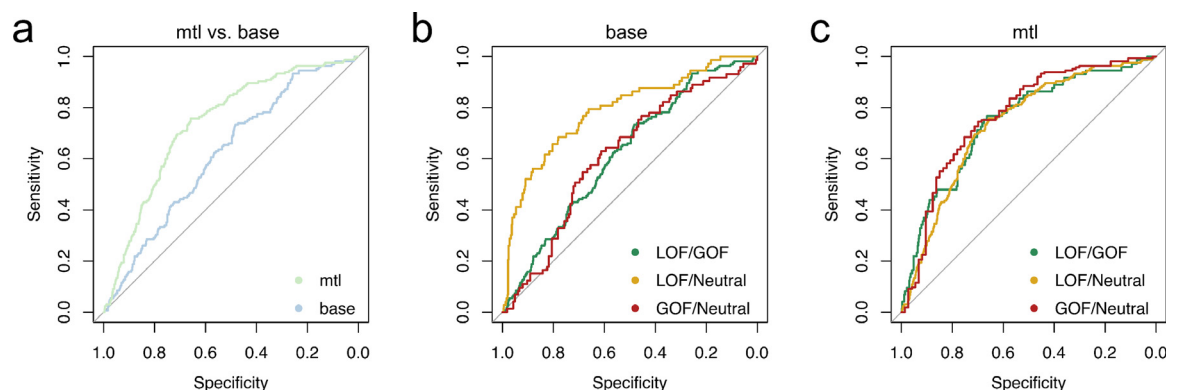 a
mtl vs. base
Sensitivity
1.0
0.8
0.6
0.4
0.2
0.0
mtl
base
1.0 0.8 0.6 0.4 0.2 0.0
Specificity
b
base
Sensitivity
1.0
0.8
0.6
0.4
0.2
0.0
LOF/GOF
LOF/Neutral
GOF/Neutral
1.0 0.8 0.6 0.4 0.2 0.0
Specificity
c
mtl
Sensitivity
1.0
0.8
0.6
0.4
0.2
0.0
LOF/GOF
LOF/Neutral
GOF/Neutral
1.0 0.8 0.6 0.4 0.2 0.0
Specificity